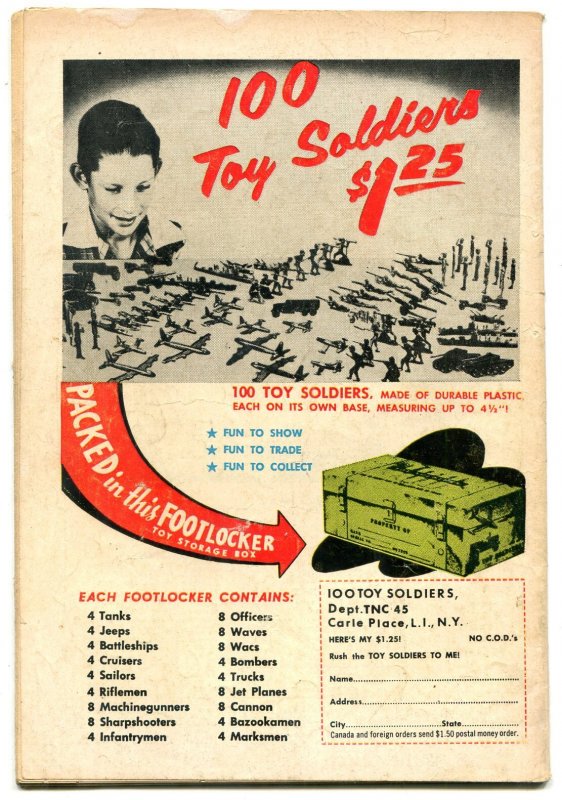 100
Toy Soldiers
$1.25
100 TOY SOLDIERS, MADE OF DURABLE PLASTIC,
EACH ON ITS OWN BASE, MEASURING UP TO 4½"!
★ FUN TO SHOW
★ FUN TO TRADE
★ FUN TO COLLECT
PACKED in this FOOTLOCKER
TOY STORAGE BOX
PROPERTY OF
EACH FOOTLOCKER CONTAINS:
4 Tanks
4 Jeeps
4 Battleships
4 Cruisers
4 Sailors
4 Riflemen
8 Machinegunners
8 Sharpshooters
4 Infantrymen
8 Officers
8 Waves
8 Wacs
4 Bombers
4 Trucks
8 Jet Planes
8 Cannon
4 Bazookamen
4 Marksmen
100 TOY SOLDIERS,
Dept. TNC 45
Carle Place, L.I., N.Y.
HERE'S MY $1.25! NO C.O.D.'s
Rush the TOY SOLDIERS TO ME!
Name
Address
City State
Canada and foreign orders send $1.50 postal money order.